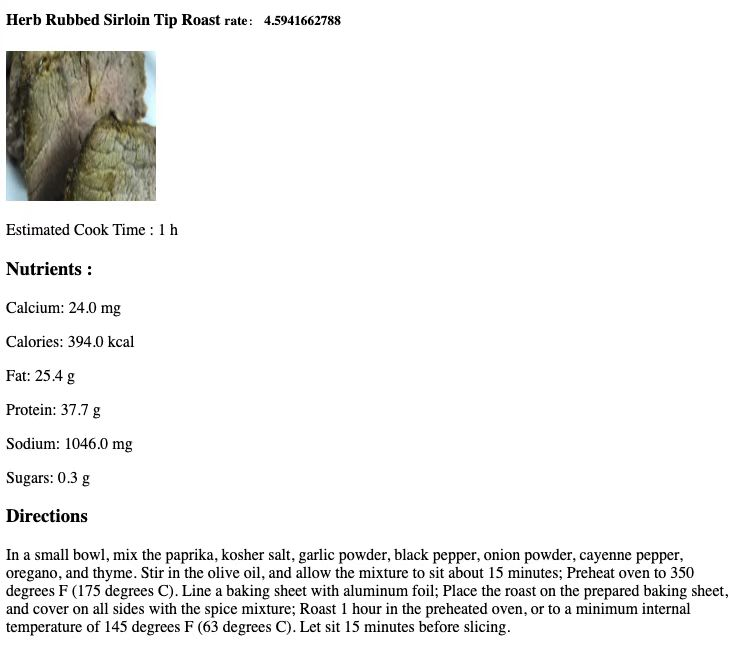 Herb Rubbed Sirloin Tip Roast rate: 4.5941662788
Estimated Cook Time : 1 h
Nutrients :
Calcium: 24.0 mg
Calories: 394.0 kcal
Fat: 25.4 g
Protein: 37.7 g
Sodium: 1046.0 mg
Sugars: 0.3 g
Directions
In a small bowl, mix the paprika, kosher salt, garlic powder, black pepper, onion powder, cayenne pepper,
oregano, and thyme. Stir in the olive oil, and allow the mixture to sit about 15 minutes; Preheat oven to 350
degrees F (175 degrees C). Line a baking sheet with aluminum foil; Place the roast on the prepared baking sheet,
and cover on all sides with the spice mixture; Roast 1 hour in the preheated oven, or to a minimum internal
temperature of 145 degrees F (63 degrees C). Let sit 15 minutes before slicing.